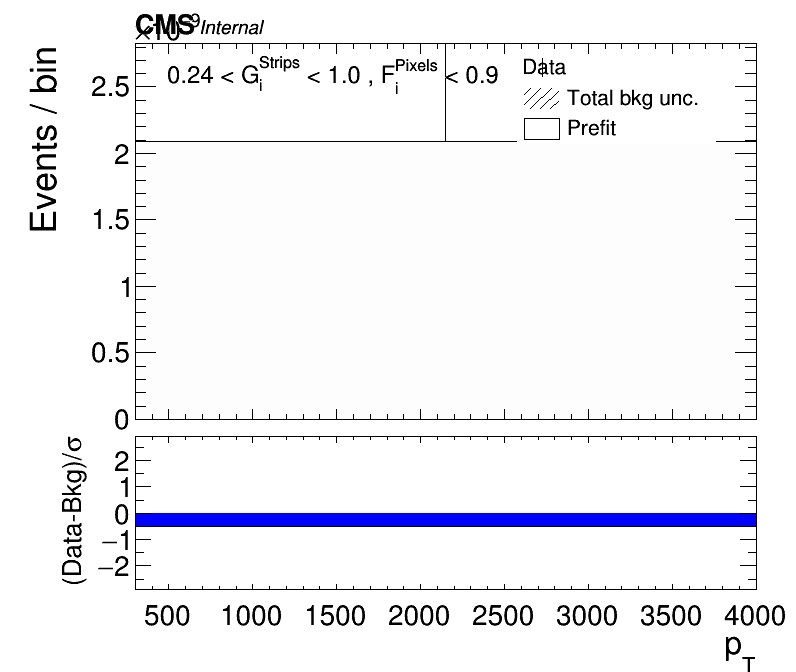 CMS Internal
×10⁻⁹
Events / bin
0.24 < G_i^Strips < 1.0 , F_i^Pixels < 0.9
Data
Total bkg unc.
Prefit
2.5
2
1.5
1
0.5
0
(Data-Bkg)/σ
2
1
0
−1
−2
500 1000 1500 2000 2500 3000 3500 4000
p_T